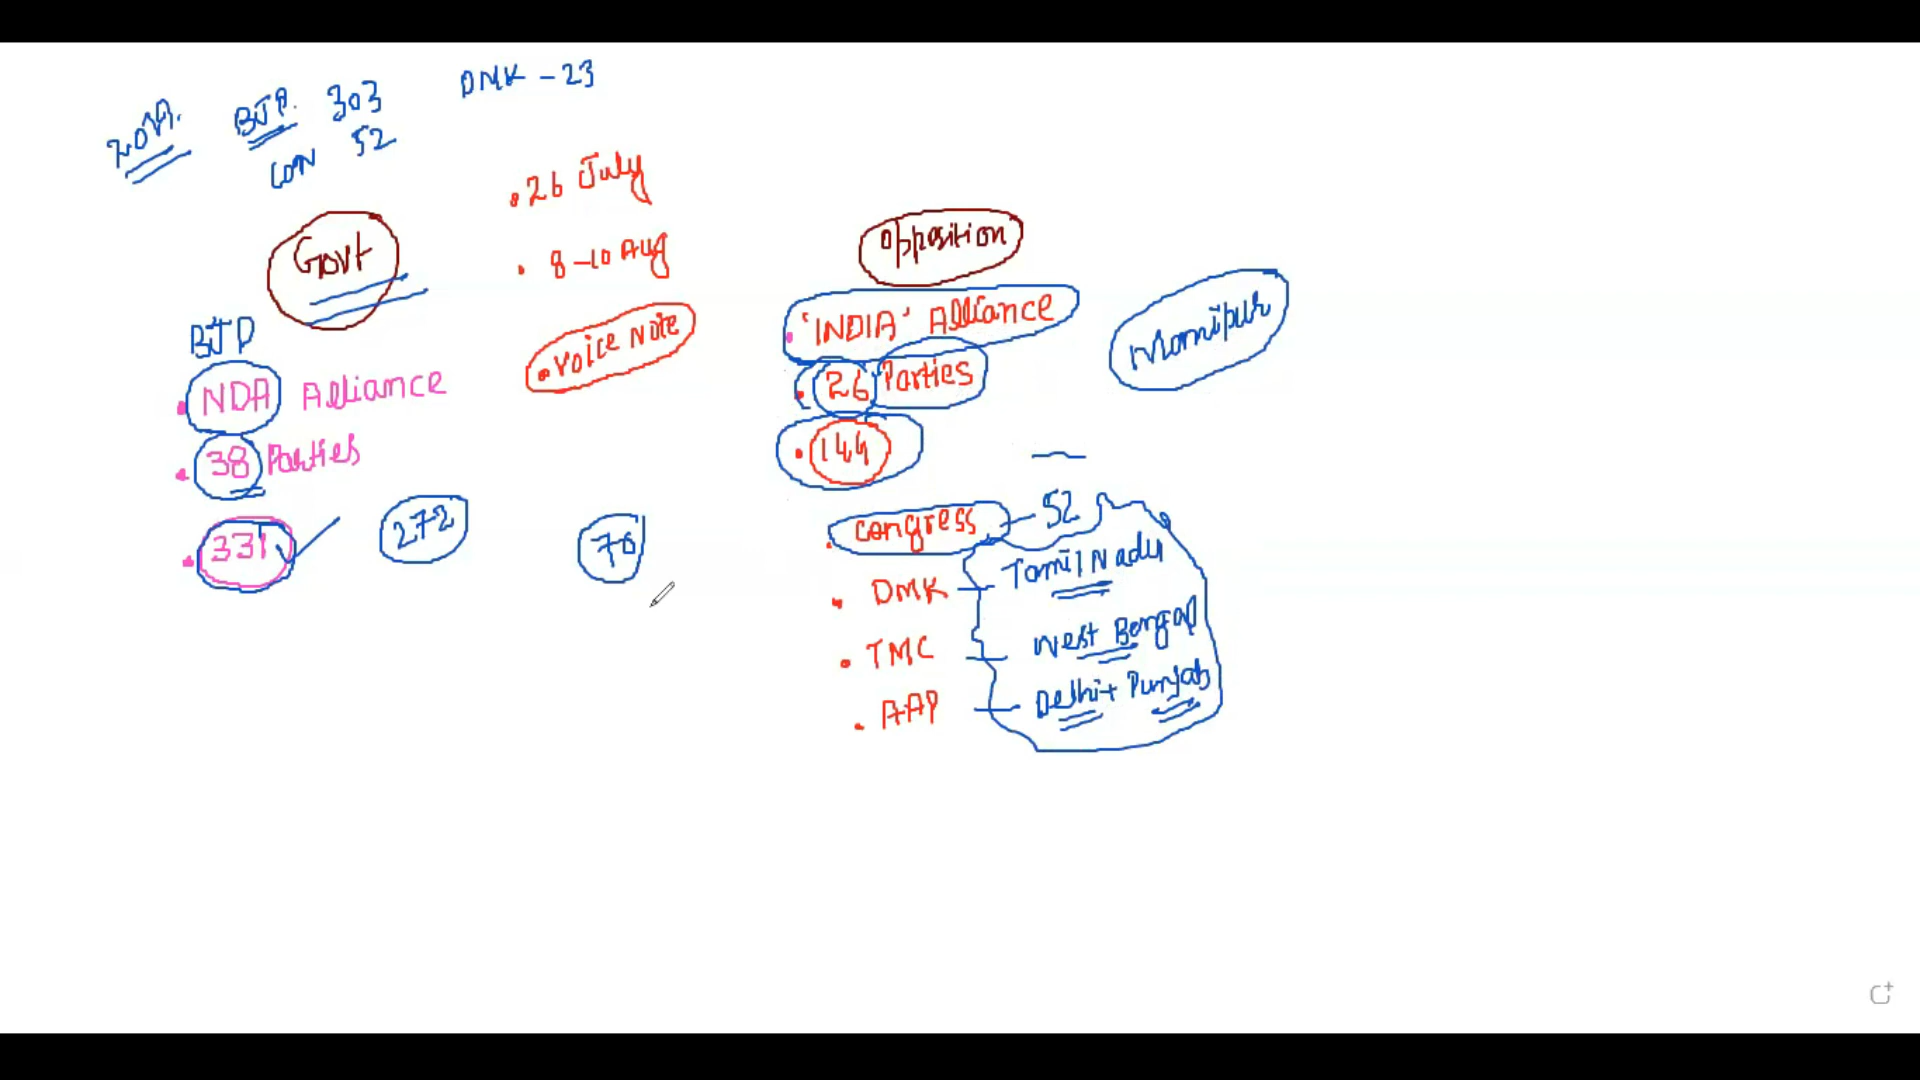 2019. BJP. 303
CON 52
DMK - 23
• 26 July
• 8-10 Aug
• Voice Note
Govt
BJP
• NDA Alliance
• 38 Parties
• 331
272
70
Opposition
• 'INDIA' Alliance
• 26 Parties
• 144
• Congress - 52
• DMK - Tamil Nadu
• TMC - West Bengal
• AAP - Delhi + Punjab
Manipur